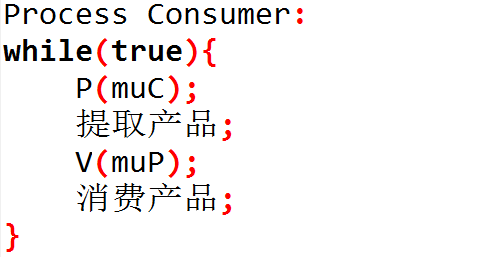 Process Consumer:
while(true){
P(muC);
提取产品;
V(muP);
消费产品;
}